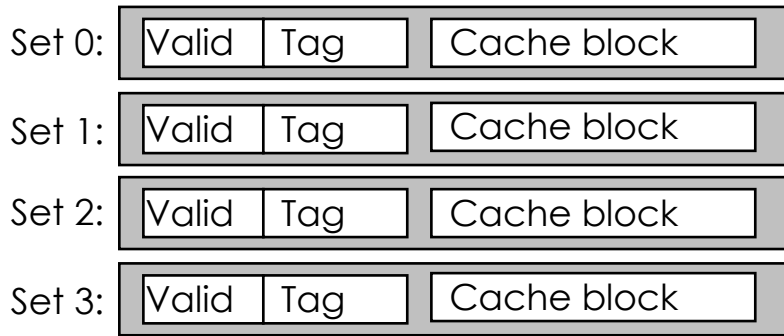 Set 0: Valid Tag Cache block
Set 1: Valid Tag Cache block
Set 2: Valid Tag Cache block
Set 3: Valid Tag Cache block